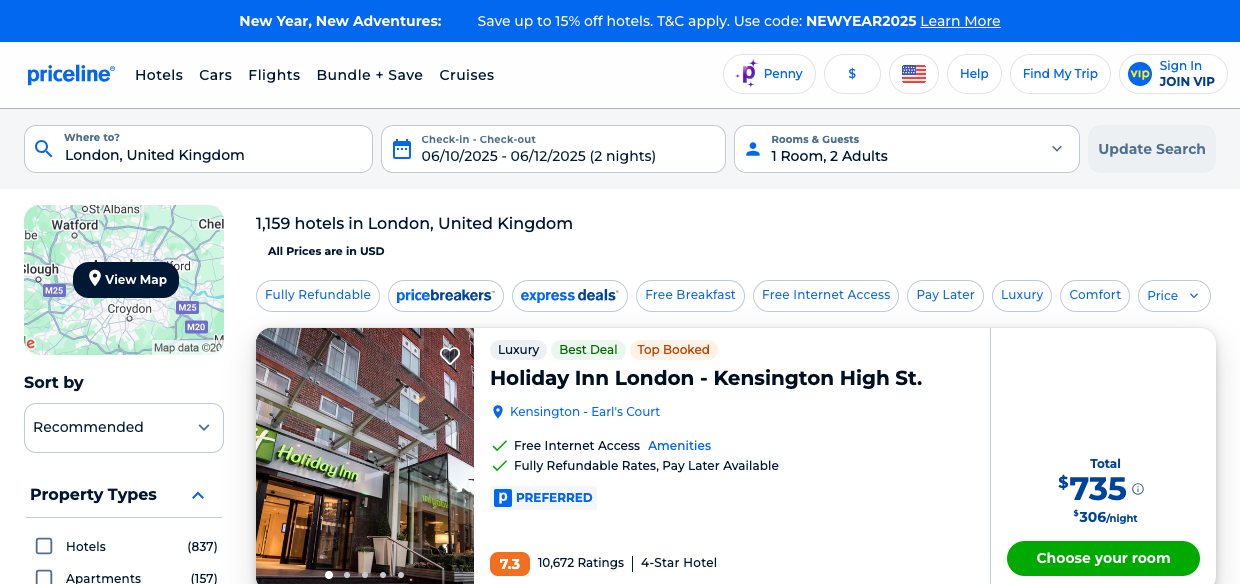 New Year, New Adventures: Save up to 15% off hotels. T&C apply. Use code: NEWYEAR2025 Learn More
priceline® Hotels Cars Flights Bundle + Save Cruises Penny $ Help Find My Trip VIP Sign In JOIN VIP
Where to?
London, United Kingdom
Check-in - Check-out
06/10/2025 - 06/12/2025 (2 nights)
Rooms & Guests
1 Room, 2 Adults
Update Search
St Albans
Watford
Chel
be
Slough
ford
View Map
M25
M25
Croydon
M20
Map data ©20
Sort by
Recommended
Property Types
Hotels (837)
Apartments (157)
1,159 hotels in London, United Kingdom
All Prices are in USD
Fully Refundable pricebreakers™ express deals® Free Breakfast Free Internet Access Pay Later Luxury Comfort Price
Holiday Inn
Luxury Best Deal Top Booked
Holiday Inn London - Kensington High St.
Kensington - Earl's Court
Free Internet Access Amenities
Fully Refundable Rates, Pay Later Available
p PREFERRED
7.3 10,672 Ratings | 4-Star Hotel
Total
$735
$306/night
Choose your room